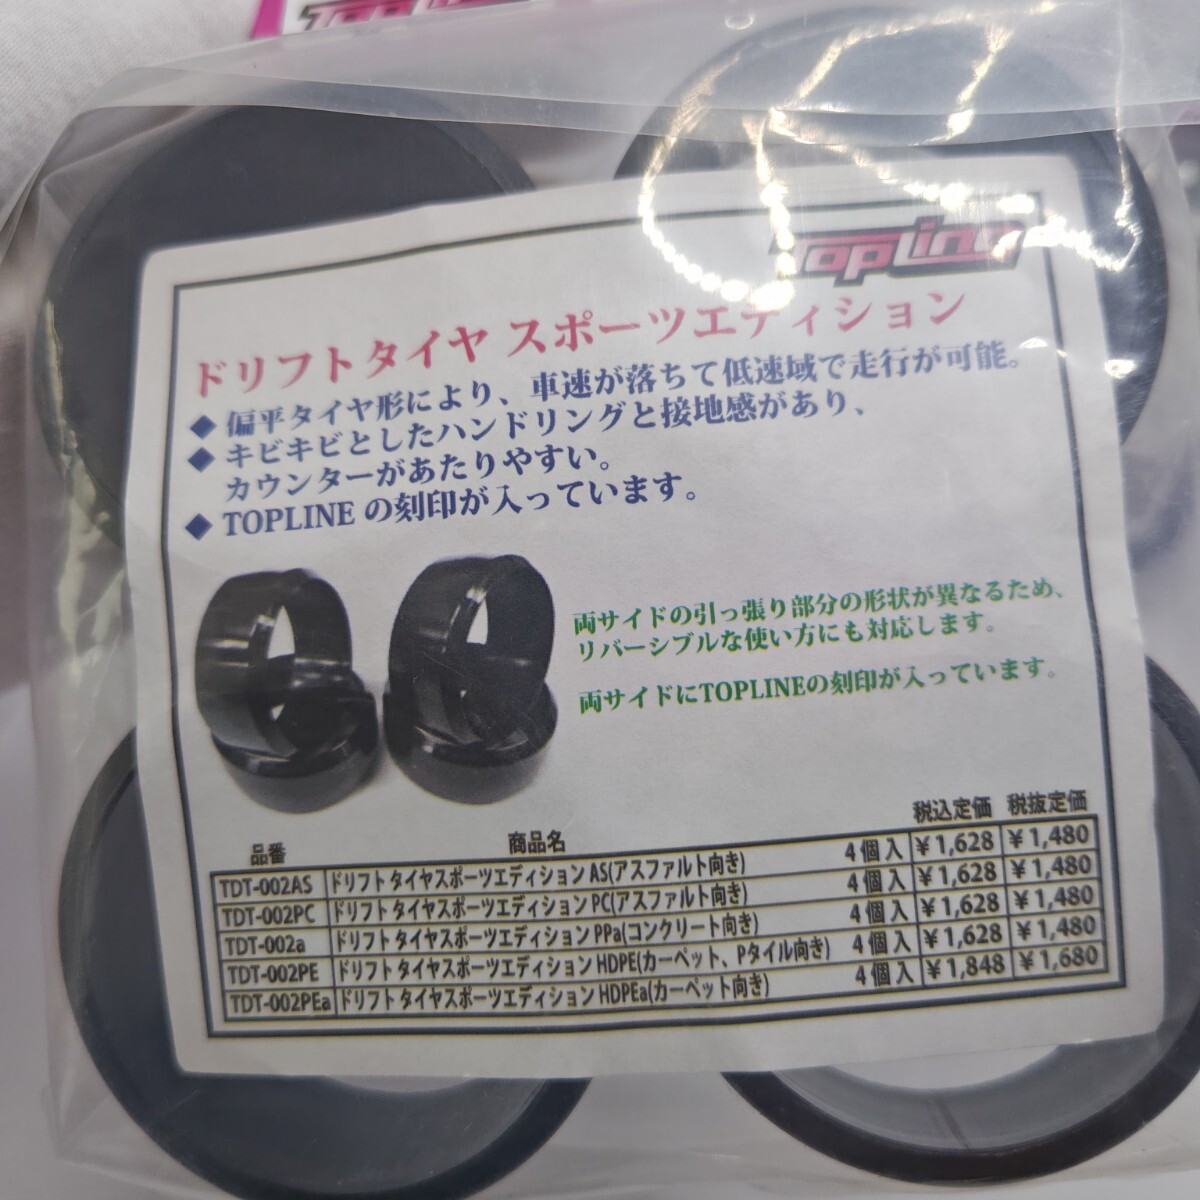 TopLine
TopLine
ドリフトタイヤ スポーツエディション
◆ 偏平タイヤ形により、車速が落ちて低速域で走行が可能。
◆ キビキビとしたハンドリングと接地感があり、
カウンターがあたりやすい。
◆ TOPLINEの刻印が入っています。
両サイドの引っ張り部分の形状が異なるため、
リバーシブルな使い方にも対応します。
両サイドにTOPLINEの刻印が入っています。
品番 商品名 税込定価 税抜定価
TDT-002AS ドリフトタイヤスポーツエディション AS(アスファルト向き) 4個入 ¥1,628 ¥1,480
TDT-002PC ドリフトタイヤスポーツエディション PC(アスファルト向き) 4個入 ¥1,628 ¥1,480
TDT-002a ドリフトタイヤスポーツエディション PPa(コンクリート向き) 4個入 ¥1,628 ¥1,480
TDT-002PE ドリフトタイヤスポーツエディション HDPE(カーペット、Pタイル向き) 4個入 ¥1,628 ¥1,480
TDT-002PEa ドリフトタイヤスポーツエディション HDPEa(カーペット向き) 4個入 ¥1,848 ¥1,680